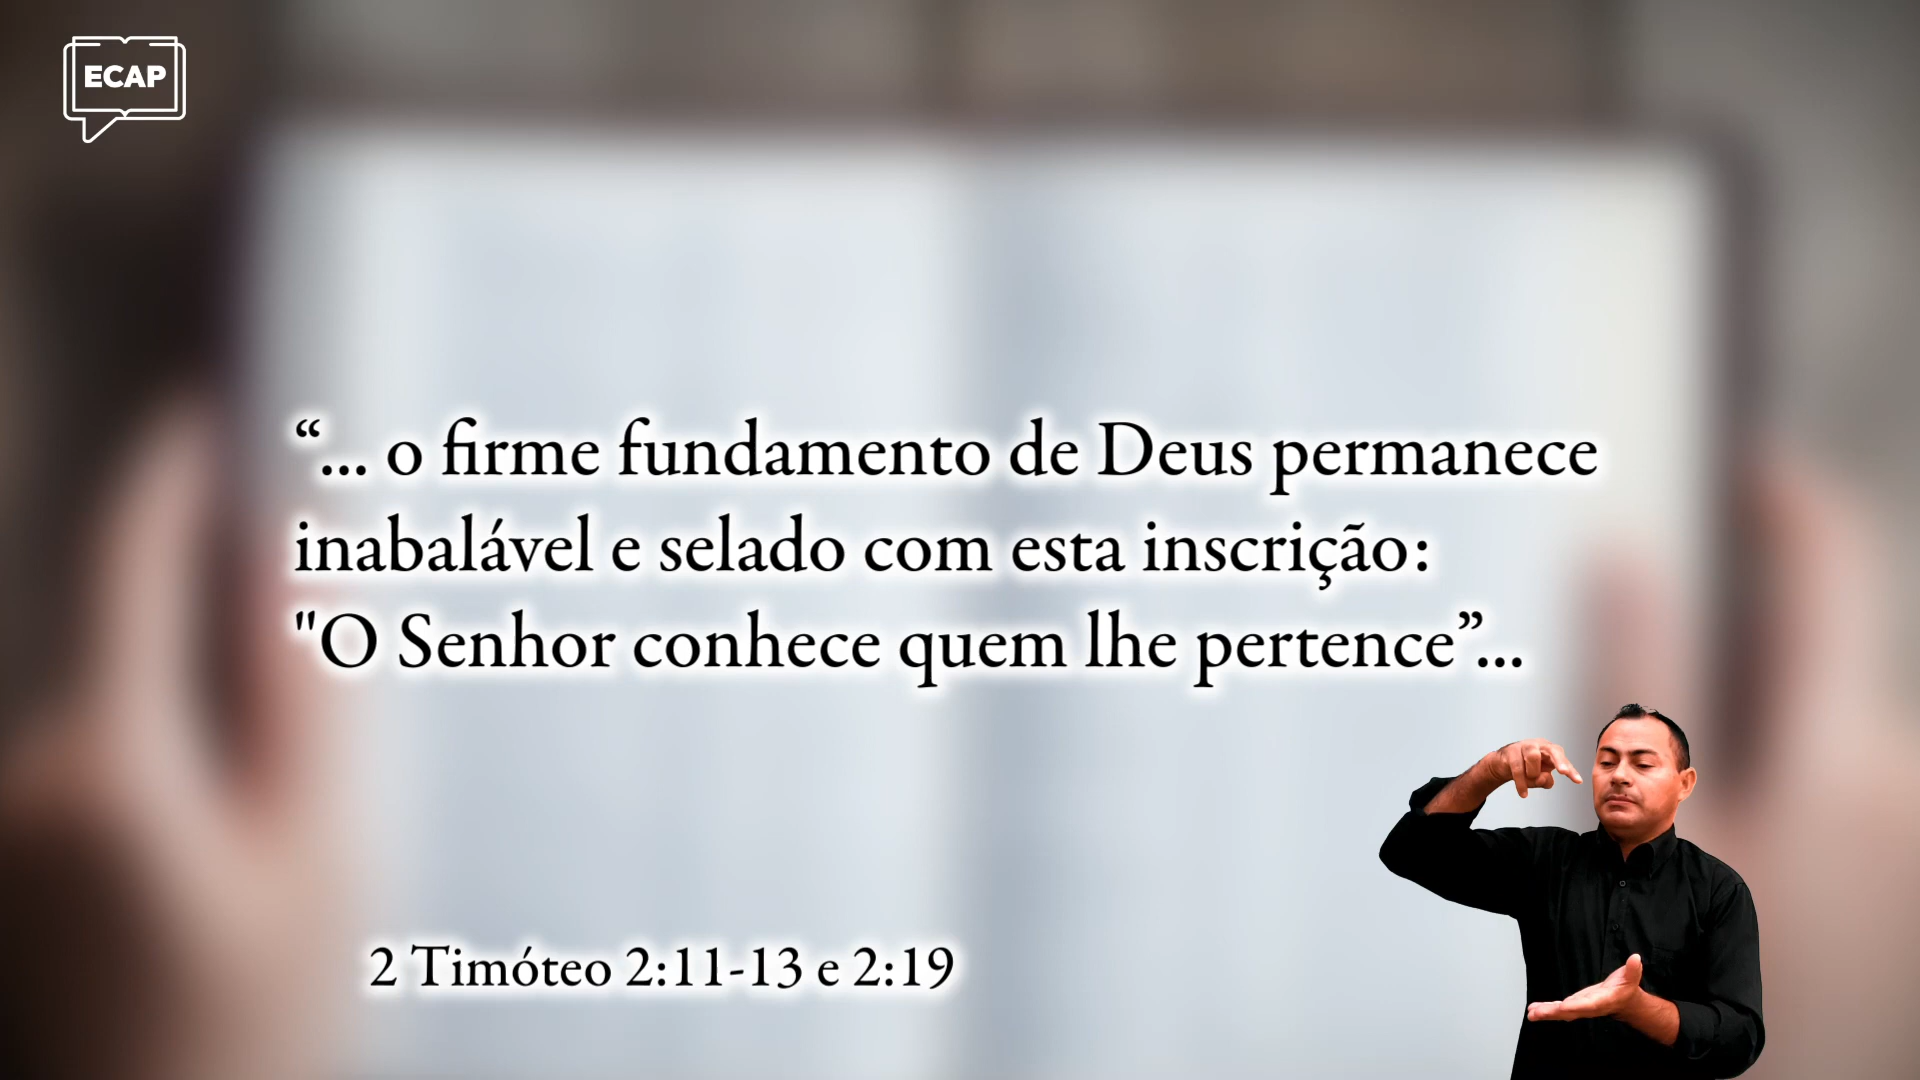 ECAP
“... o firme fundamento de Deus permanece
inabalável e selado com esta inscrição:
"O Senhor conhece quem lhe pertence”...
2 Timóteo 2:11-13 e 2:19